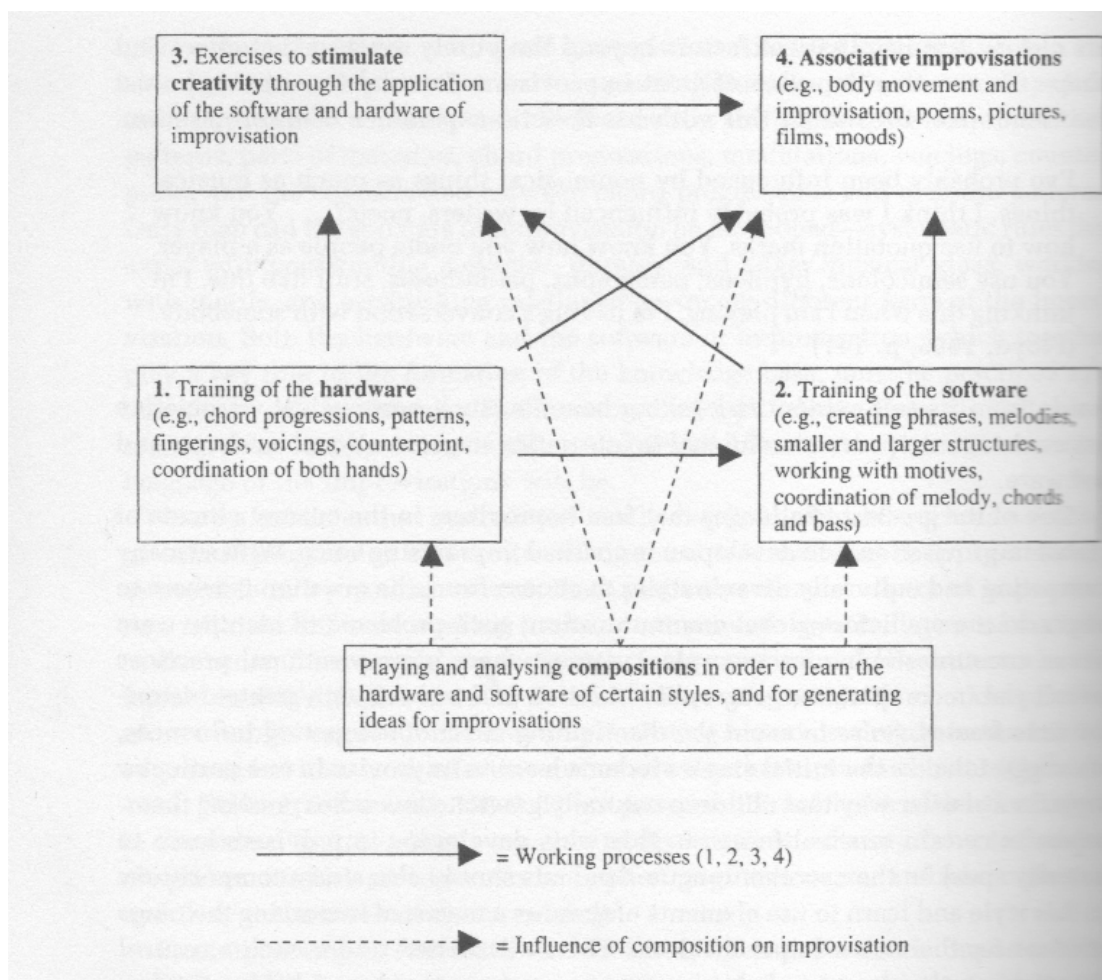 3. Exercises to stimulate
creativity through the application
of the software and hardware of
improvisation
4. Associative improvisations
(e.g., body movement and
improvisation, poems, pictures,
films, moods)
1. Training of the hardware
(e.g., chord progressions, patterns,
fingerings, voicings, counterpoint,
coordination of both hands)
2. Training of the software
(e.g., creating phrases, melodies,
smaller and larger structures,
working with motives,
coordination of melody, chords
and bass)
Playing and analysing compositions in order to learn the
hardware and software of certain styles, and for generating
ideas for improvisations
= Working processes (1, 2, 3, 4)
= Influence of composition on improvisation